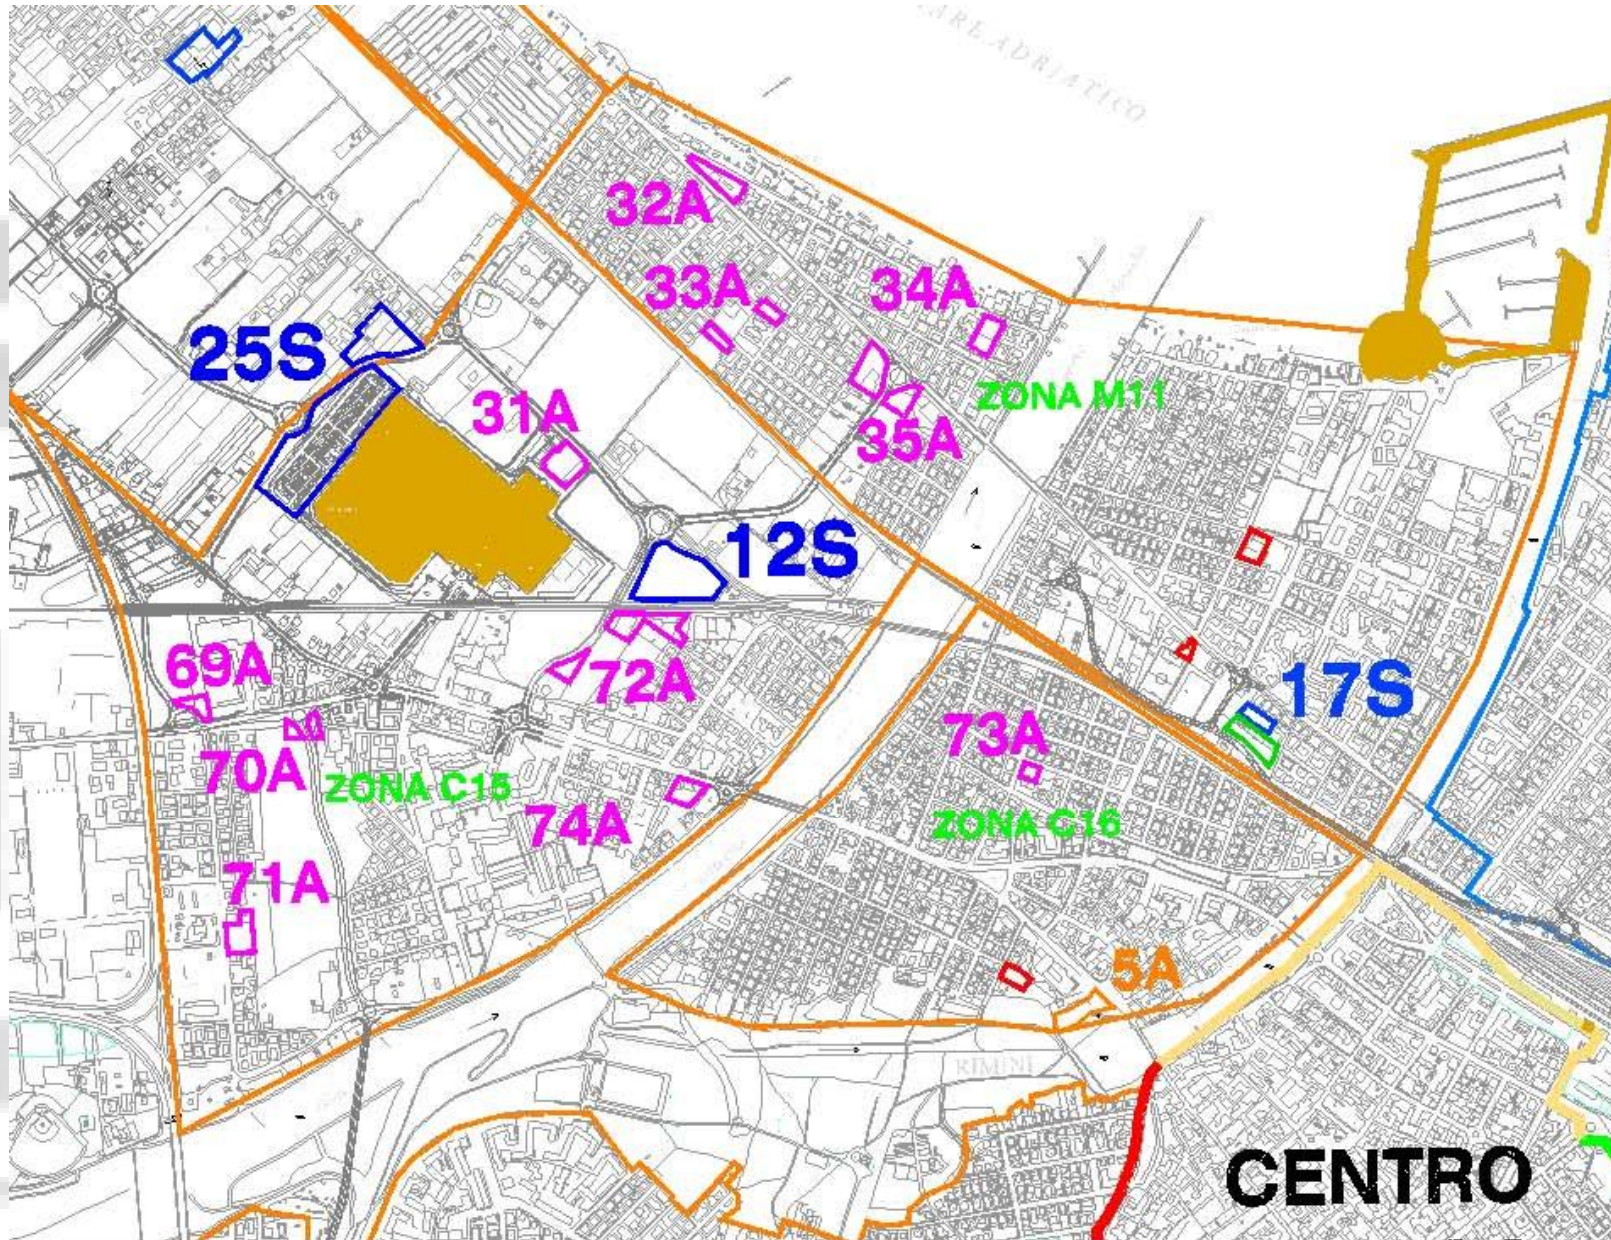 MARE ADRIATICO
32A
33A
34A
25S
31A
ZONA M11
35A
12S
69A
72A
17S
70A
73A
ZONA C15
74A
ZONA C16
71A
5A
RIMINI
CENTRO